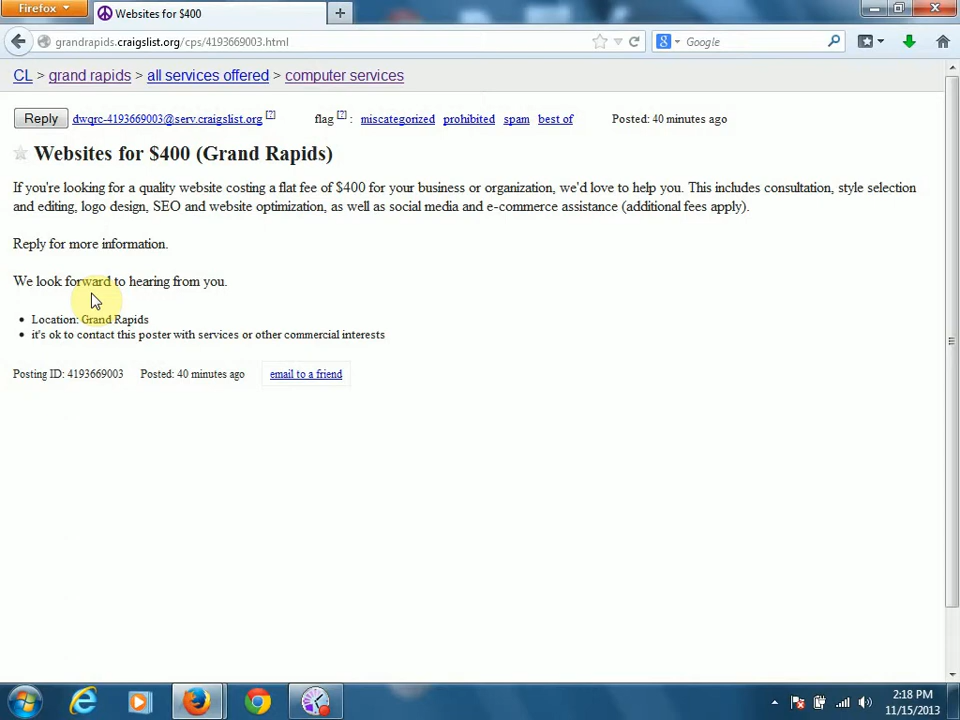 Firefox
Websites for $400
grandrapids.craigslist.org/cps/4193669003.html
Google
CL > grand rapids > all services offered > computer services
Reply dwqrc-4193669003@serv.craigslist.org [?] flag [?] : miscategorized prohibited spam best of Posted: 40 minutes ago
Websites for $400 (Grand Rapids)
If you're looking for a quality website costing a flat fee of $400 for your business or organization, we'd love to help you. This includes consultation, style selection
and editing, logo design, SEO and website optimization, as well as social media and e-commerce assistance (additional fees apply).
Reply for more information.
We look forward to hearing from you.
Location: Grand Rapids
it's ok to contact this poster with services or other commercial interests
Posting ID: 4193669003 Posted: 40 minutes ago email to a friend
2:18 PM
11/15/2013